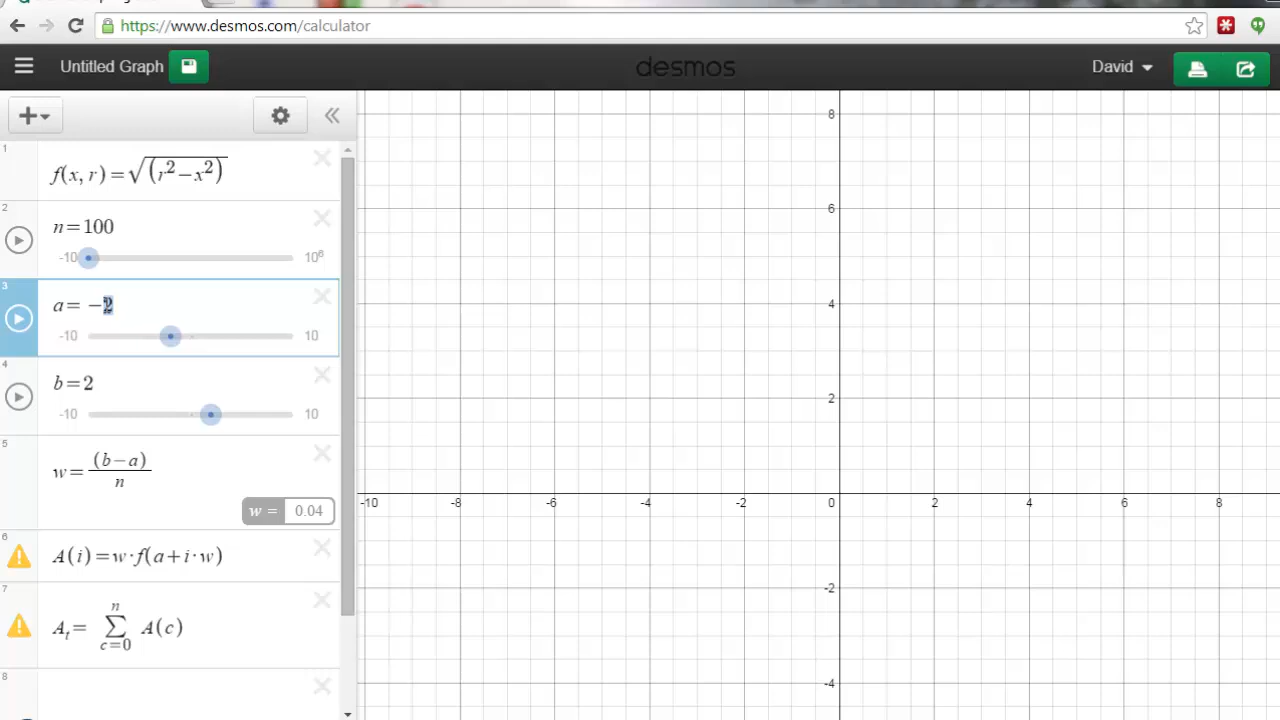 https://www.desmos.com/calculator
Untitled Graph
desmos
David
1
f(x, r)=√(r²−x²)
2
n=100
-10
10⁶
3
a= −2
-10
10
4
b=2
-10
10
5
w=(b−a)/n
w = 0.04
6
A(i)=w·f(a+i·w)
7
n
Aₜ= ∑ A(c)
c=0
8
8
6
4
2
-10 -8 -6 -4 -2 0 2 4 6 8
-2
-4